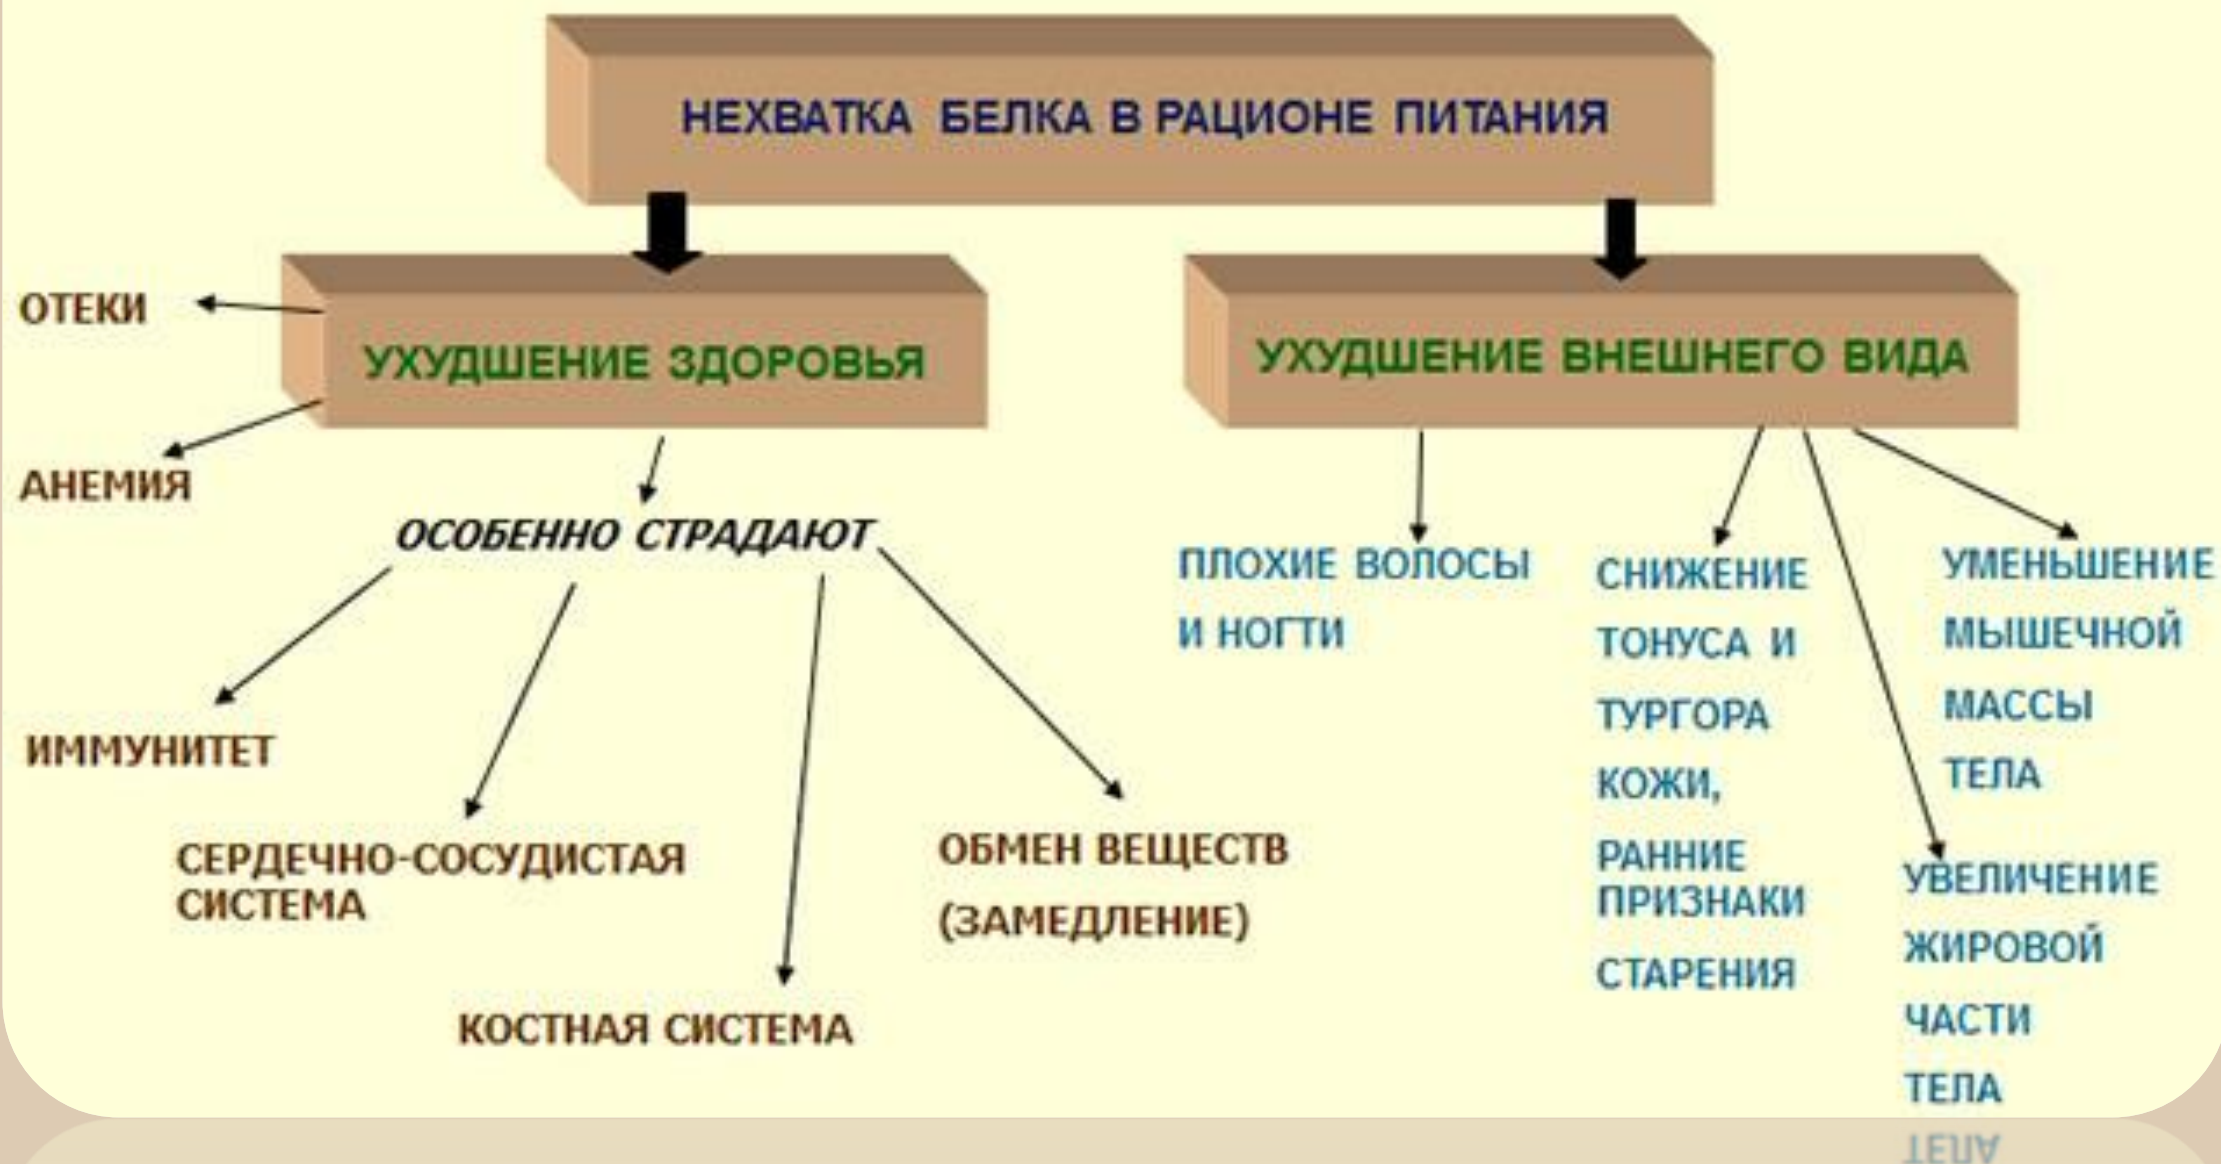 НЕХВАТКА БЕЛКА В РАЦИОНЕ ПИТАНИЯ
УХУДШЕНИЕ ЗДОРОВЬЯ
ОТЕКИ
АНЕМИЯ
ОСОБЕННО СТРАДАЮТ
ИММУНИТЕТ
СЕРДЕЧНО-СОСУДИСТАЯ
СИСТЕМА
КОСТНАЯ СИСТЕМА
ОБМЕН ВЕЩЕСТВ
(ЗАМЕДЛЕНИЕ)
УХУДШЕНИЕ ВНЕШНЕГО ВИДА
ПЛОХИЕ ВОЛОСЫ
И НОГТИ
СНИЖЕНИЕ
ТОНУСА И
ТУРГОРА
КОЖИ,
РАННИЕ
ПРИЗНАКИ
СТАРЕНИЯ
УМЕНЬШЕНИЕ
МЫШЕЧНОЙ
МАССЫ
ТЕЛА
УВЕЛИЧЕНИЕ
ЖИРОВОЙ
ЧАСТИ
ТЕЛА